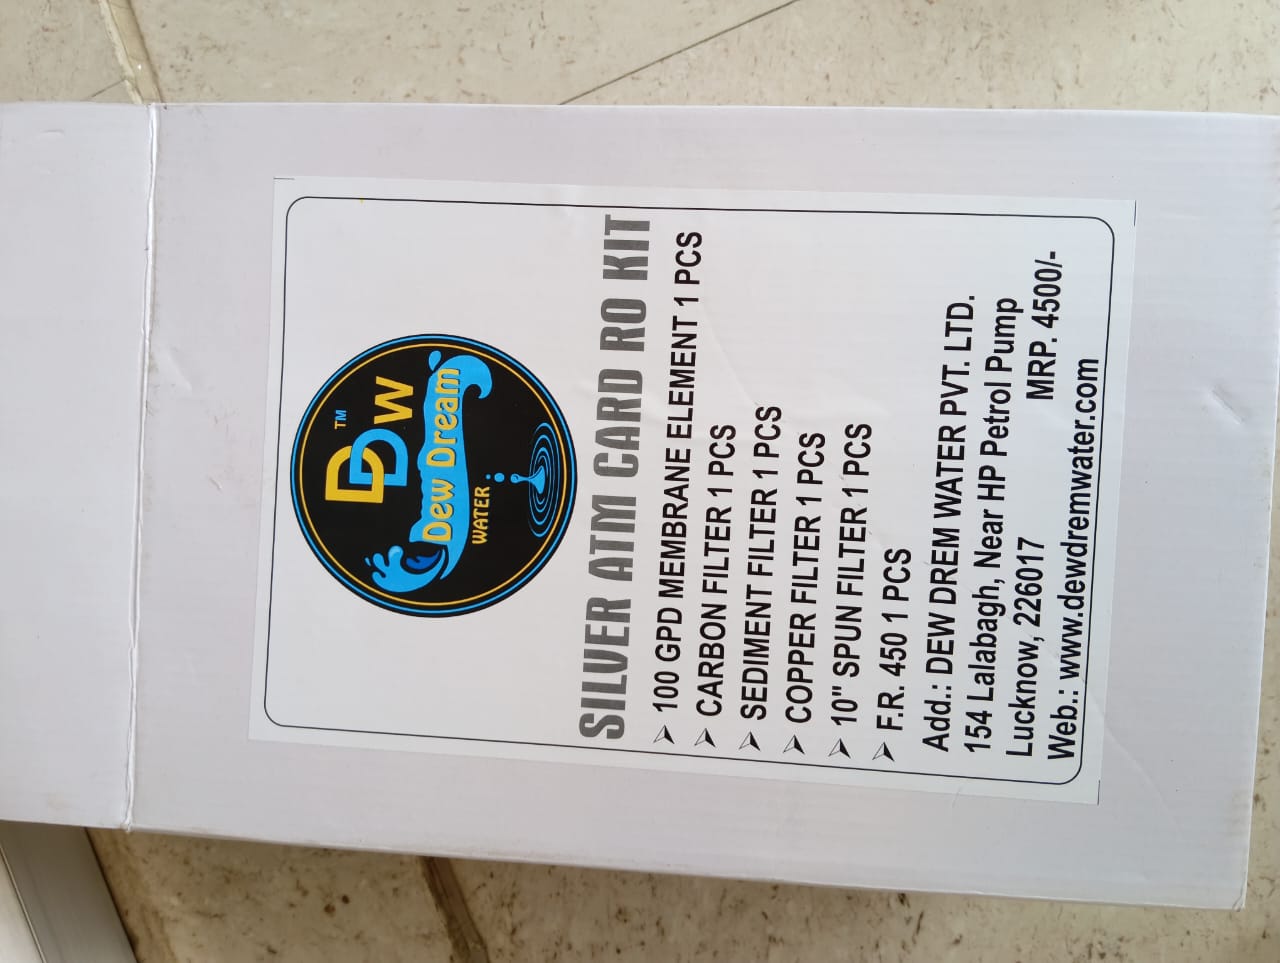 DDW TM
Dew Dream
WATER
SILVER ATM CARD RO KIT
➤ 100 GPD MEMBRANE ELEMENT 1 PCS
➤ CARBON FILTER 1 PCS
➤ SEDIMENT FILTER 1 PCS
➤ COPPER FILTER 1 PCS
➤ 10" SPUN FILTER 1 PCS
➤ F.R. 450 1 PCS
Add.: DEW DREM WATER PVT. LTD.
154 Lalabagh, Near HP Petrol Pump
Lucknow, 226017 MRP. 4500/-
Web.: www.dewdremwater.com